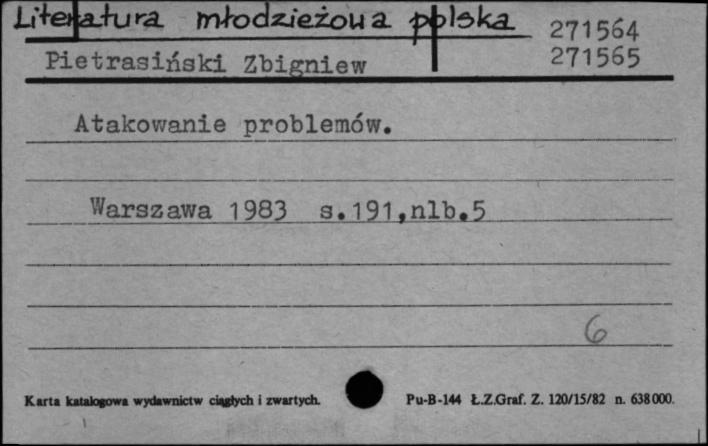 Literatura młodzieżowa polska 271564
Pietrasiński Zbigniew 271565
Atakowanie problemów.
Warszawa 1983 s.191,nlb.5
6
Karta katalogowa wydawnictw ciągłych i zwartych. Pu-B-144 Ł.Z.Graf. Z. 120/15/82 n. 638000.